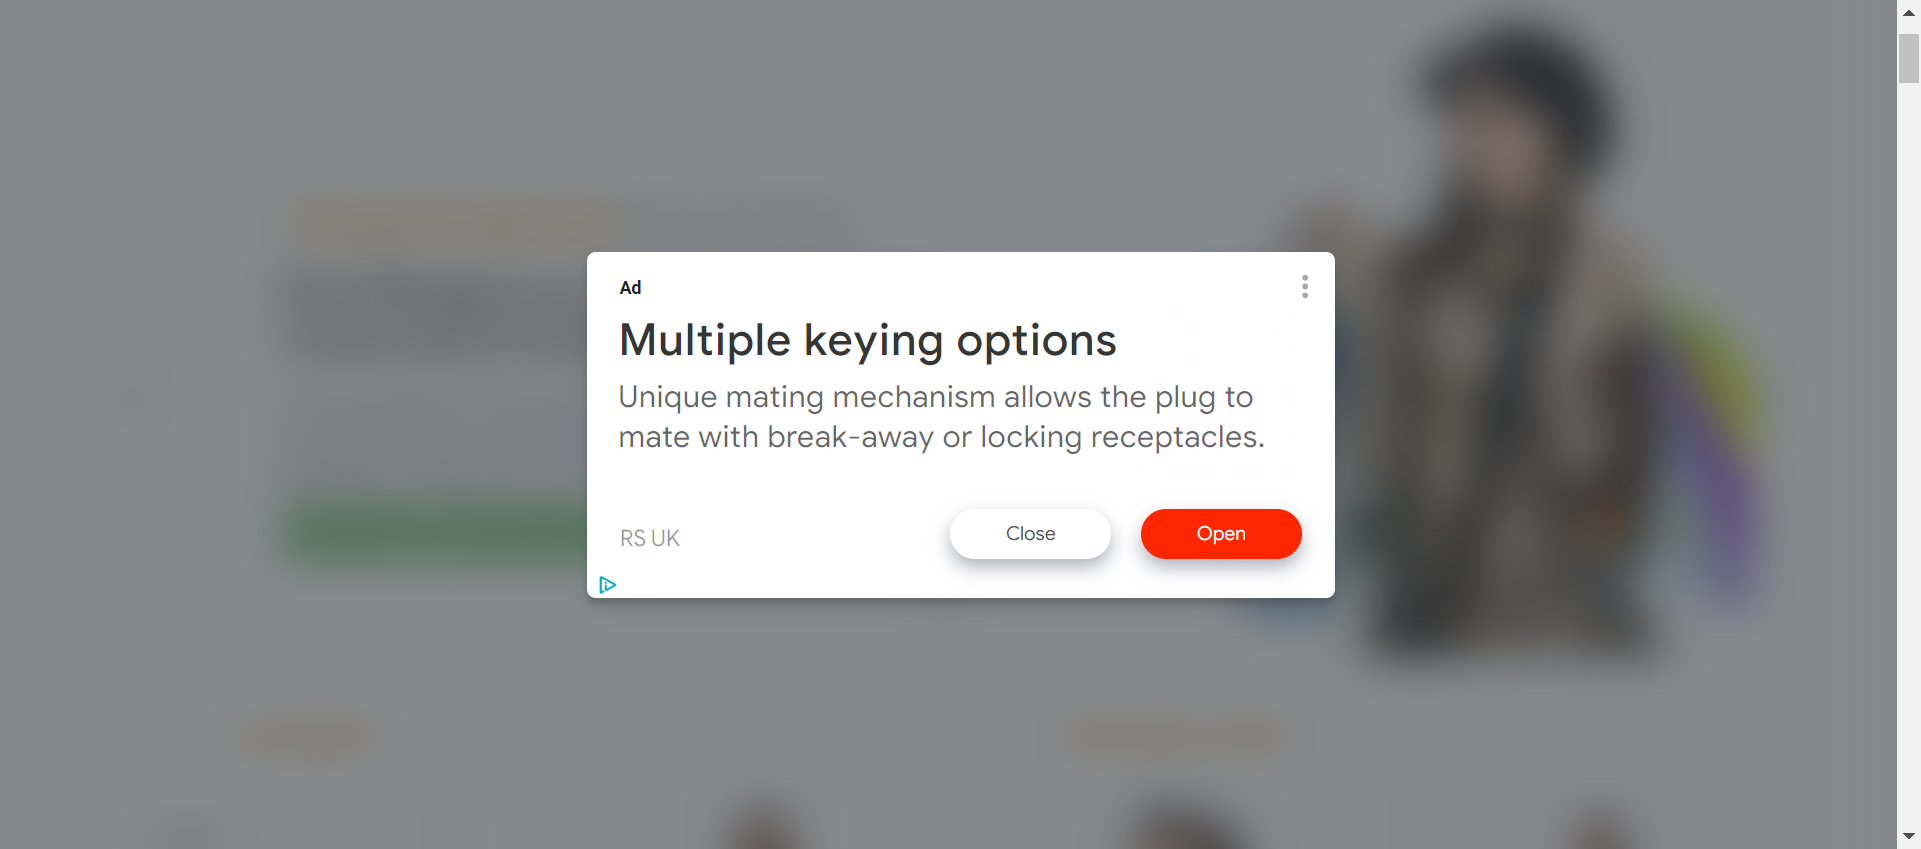 Ad
Multiple keying options
Unique mating mechanism allows the plug to
mate with break-away or locking receptacles.
RS UK
Close
Open